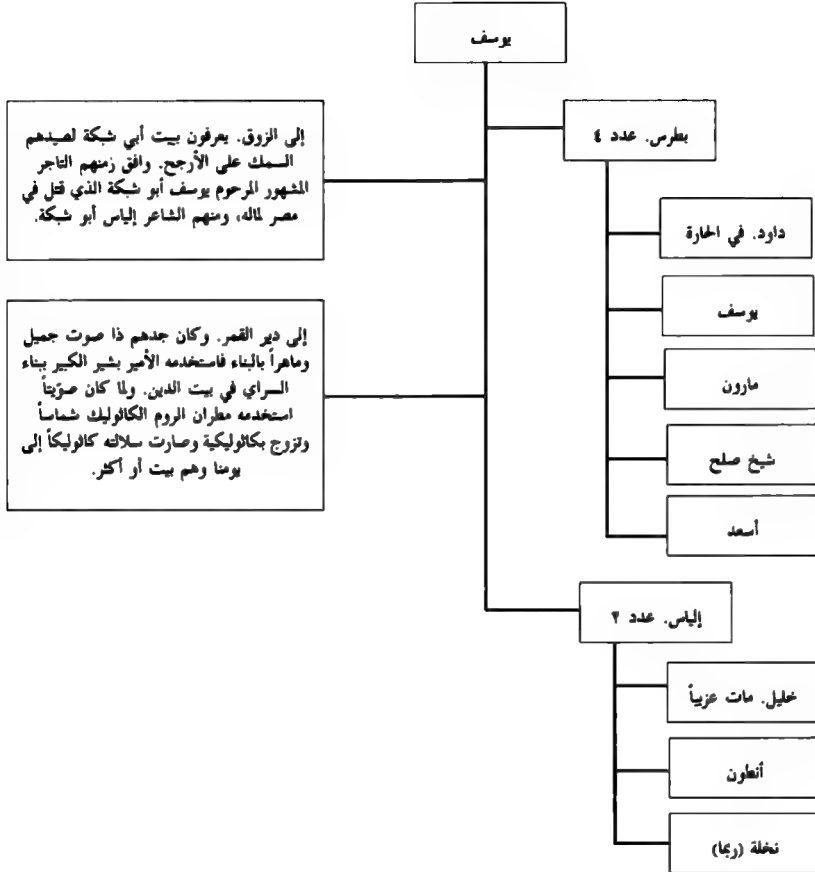 يوسف
بطرس. عدد ٤
داود. في الحارة
يوسف
مارون
شيخ صلح
أسعد
إلياس. عدد ٣
خليل. مات عزيباً
أنطون
نخلة (ربما)
إلى الزوق. يعرفون ببيت أبي شبكة لصيدهم
السمك على الأرجح. وافق زمنهم التاجر
المشهور المرحوم يوسف أبو شبكة الذي قتل في
مصر لماله، ومنهم الشاعر إلياس أبو شبكة.
إلى دير القمر. وكان جدهم ذا صوت جميل
وماهراً بالبناء فاستخدمه الأمير بشير الكبير ببناء
السراي في بيت الدين. ولما كان صوّيتاً
استخدمه مطران الروم الكاثوليك شماساً
وتزوج بكاثوليكية وصارت سلالته كاثوليكاً إلى
يومنا وهم بيت أو أكثر.